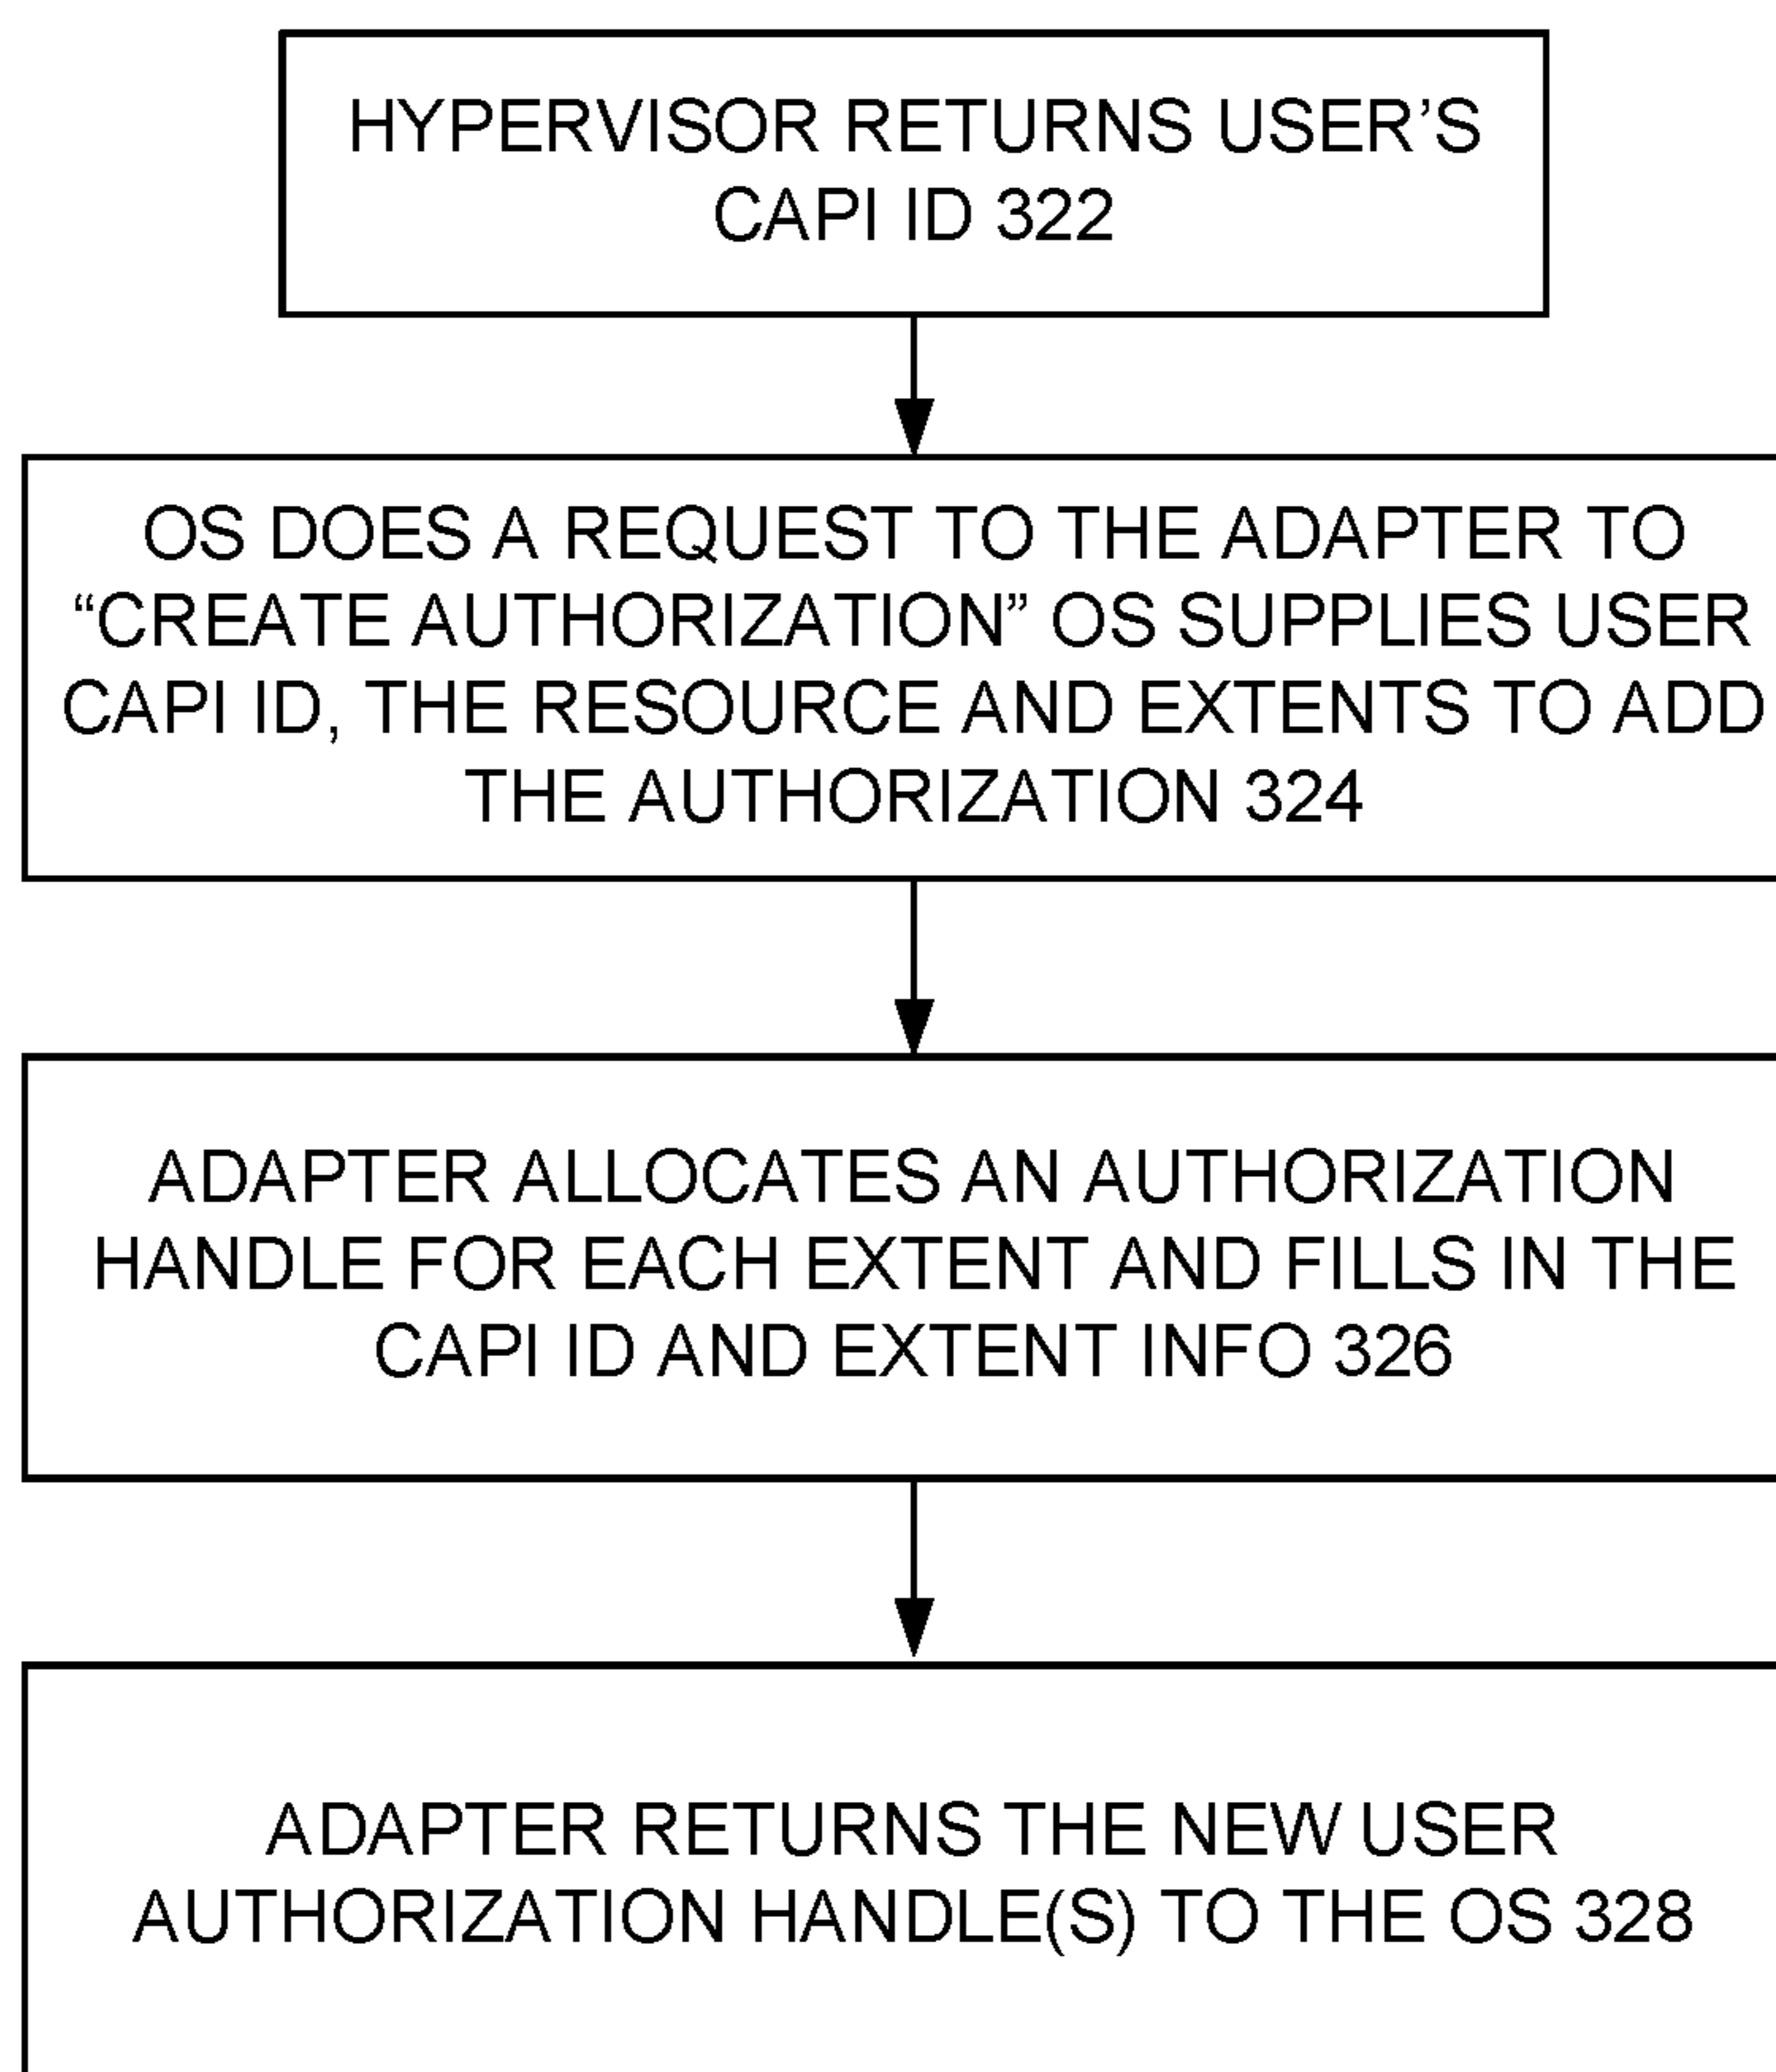 HYPERVISOR RETURNS USER’S
CAPI ID 322
OS DOES A REQUEST TO THE ADAPTER TO
“CREATE AUTHORIZATION” OS SUPPLIES USER
CAPI ID, THE RESOURCE AND EXTENTS TO ADD
THE AUTHORIZATION 324
ADAPTER ALLOCATES AN AUTHORIZATION
HANDLE FOR EACH EXTENT AND FILLS IN THE
CAPI ID AND EXTENT INFO 326
ADAPTER RETURNS THE NEW USER
AUTHORIZATION HANDLE(S) TO THE OS 328